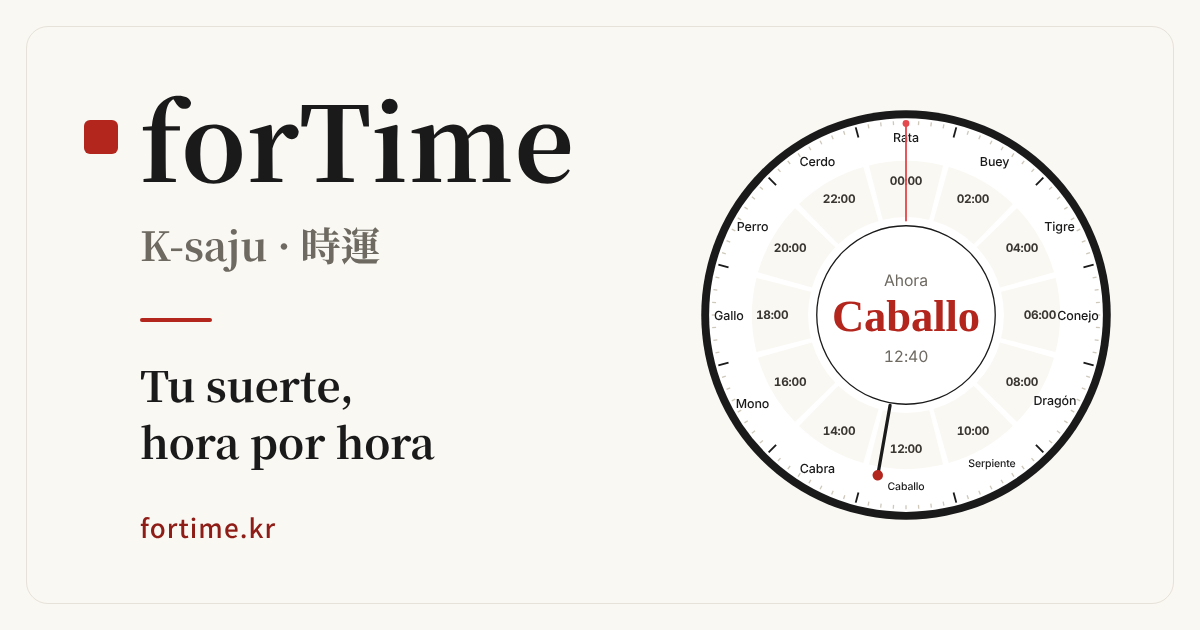 forTime
K-saju · 時運
Tu suerte,
hora por hora
fortime.kr
Rata
Buey
Tigre
Conejo
Dragón
Serpiente
Caballo
Cabra
Mono
Gallo
Perro
Cerdo
00:00
02:00
04:00
06:00
08:00
10:00
12:00
14:00
16:00
18:00
20:00
22:00
Ahora
Caballo
12:40